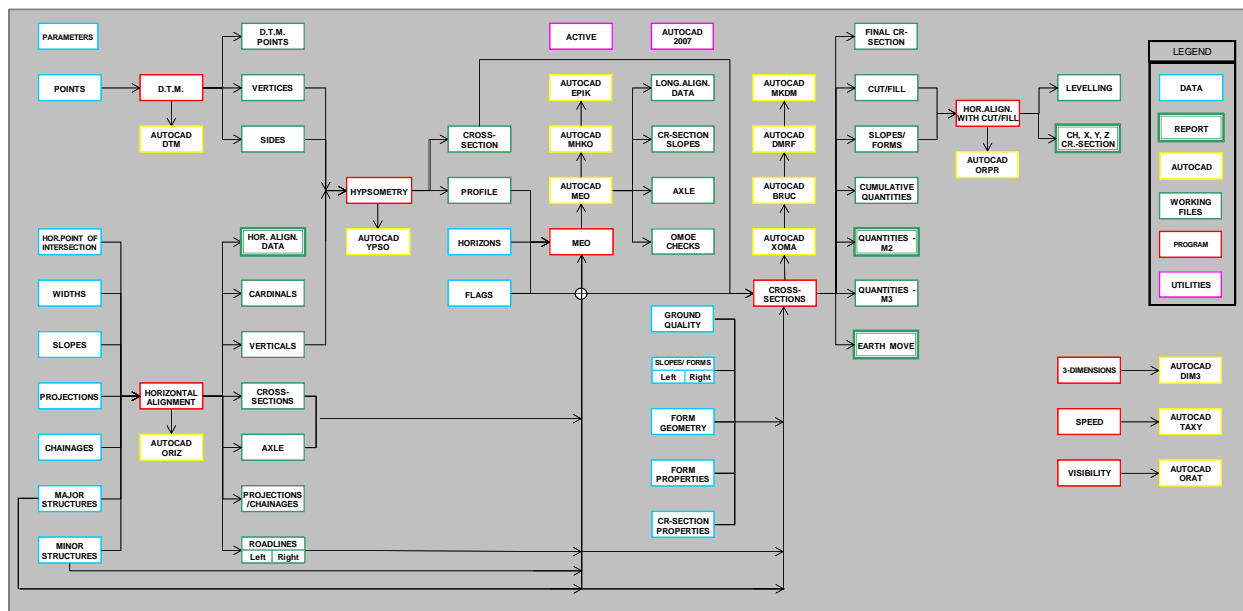 PARAMETERS
POINTS
D.T.M.
AUTOCAD
DTM
D.T.M.
POINTS
VERTICES
SIDES
HYPSOMETRY
AUTOCAD
YPSO
HOR.POINT OF
INTERSECTION
WIDTHS
SLOPES
PROJECTIONS
CHAINAGES
MAJOR
STRUCTURES
MINOR
STRUCTURES
HORIZONTAL
ALIGNMENT
AUTOCAD
ORIZ
HOR. ALIGN.
DATA
CARDINALS
VERTICALS
CROSS-
SECTIONS
AXLE
PROJECTIONS
/CHAINAGES
ROADLINES
Left Right
CROSS-
SECTION
PROFILE
HORIZONS
FLAGS
ACTIVE
AUTOCAD
2007
AUTOCAD
EPIK
AUTOCAD
MHKO
AUTOCAD
MEO
MEO
LONG.ALIGN.
DATA
CR-SECTION
SLOPES
AXLE
OMOE
CHECKS
GROUND
QUALITY
SLOPES/ FORMS
Left Right
FORM
GEOMETRY
FORM
PROPERTIES
CR-SECTION
PROPERTIES
AUTOCAD
MKDM
AUTOCAD
DMRF
AUTOCAD
BRUC
AUTOCAD
XOMA
CROSS-
SECTIONS
FINAL CR-
SECTION
CUT/FILL
SLOPES/
FORMS
CUMULATIVE
QUANTITIES
QUANTITIES -
M2
QUANTITIES -
M3
EARTH MOVE
HOR.ALIGN.
WITH CUT/FILL
AUTOCAD
ORPR
LEVELLING
CH, X, Y, Z
CR.-SECTION
LEGEND
DATA
REPORT
AUTOCAD
WORKING
FILES
PROGRAM
UTILITIES
3-DIMENSIONS
AUTOCAD
DIM3
SPEED
AUTOCAD
TAXY
VISIBILITY
AUTOCAD
ORAT